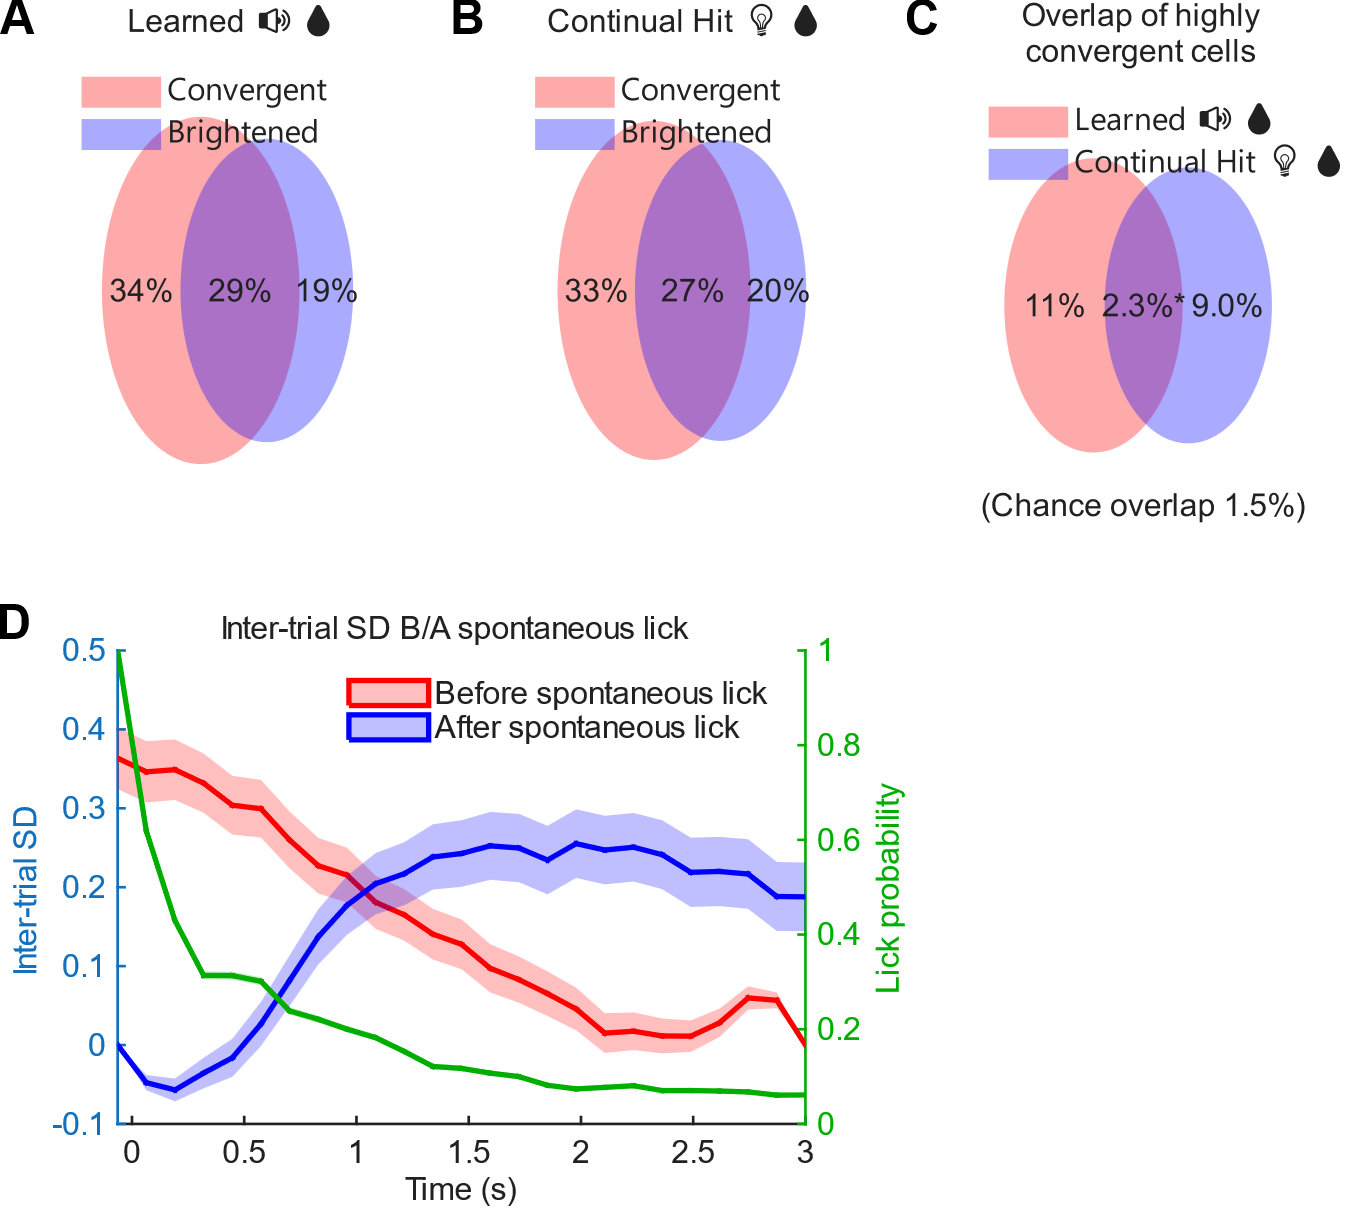 A
Learned
Convergent
Brightened
34%
29%
19%
B
Continual Hit
Convergent
Brightened
33%
27%
20%
C
Overlap of highly
convergent cells
Learned
Continual Hit
11%
2.3%*
9.0%
(Chance overlap 1.5%)
D
Inter-trial SD B/A spontaneous lick
Before spontaneous lick
After spontaneous lick
Inter-trial SD
0.5
0.4
0.3
0.2
0.1
0
-0.1
Lick probability
1
0.8
0.6
0.4
0.2
0
0
0.5
1
1.5
2
2.5
3
Time (s)